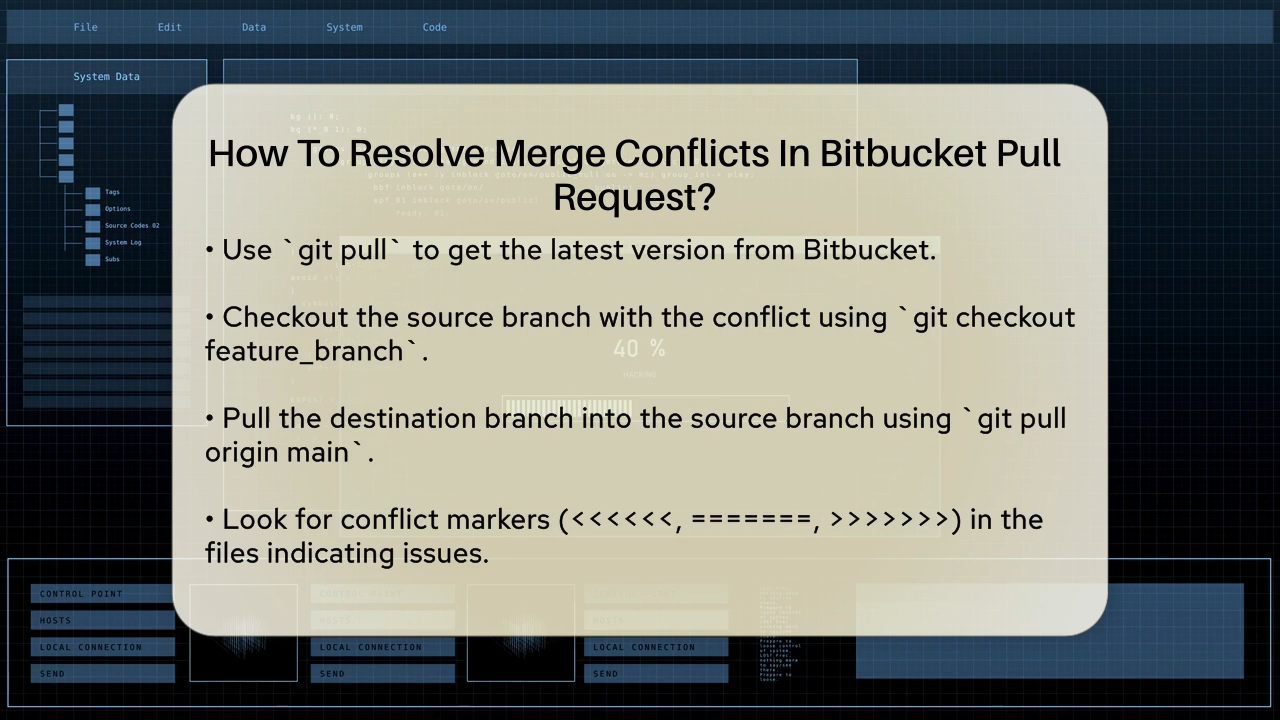 File Edit Data System Code
System Data
Tags
Options
Source Codes 02
System Log
Subs
How To Resolve Merge Conflicts In Bitbucket Pull
Request?
• Use `git pull` to get the latest version from Bitbucket.
• Checkout the source branch with the conflict using `git checkout
feature_branch`.
40 %
• Pull the destination branch into the source branch using `git pull
origin main`.
• Look for conflict markers (<<<<<<, =======, >>>>>>>) in the
files indicating issues.
CONTROL POINT
HOSTS
LOCAL CONNECTION LOCAL CONNECTION LOCAL CONNECTION
SEND SEND SEND